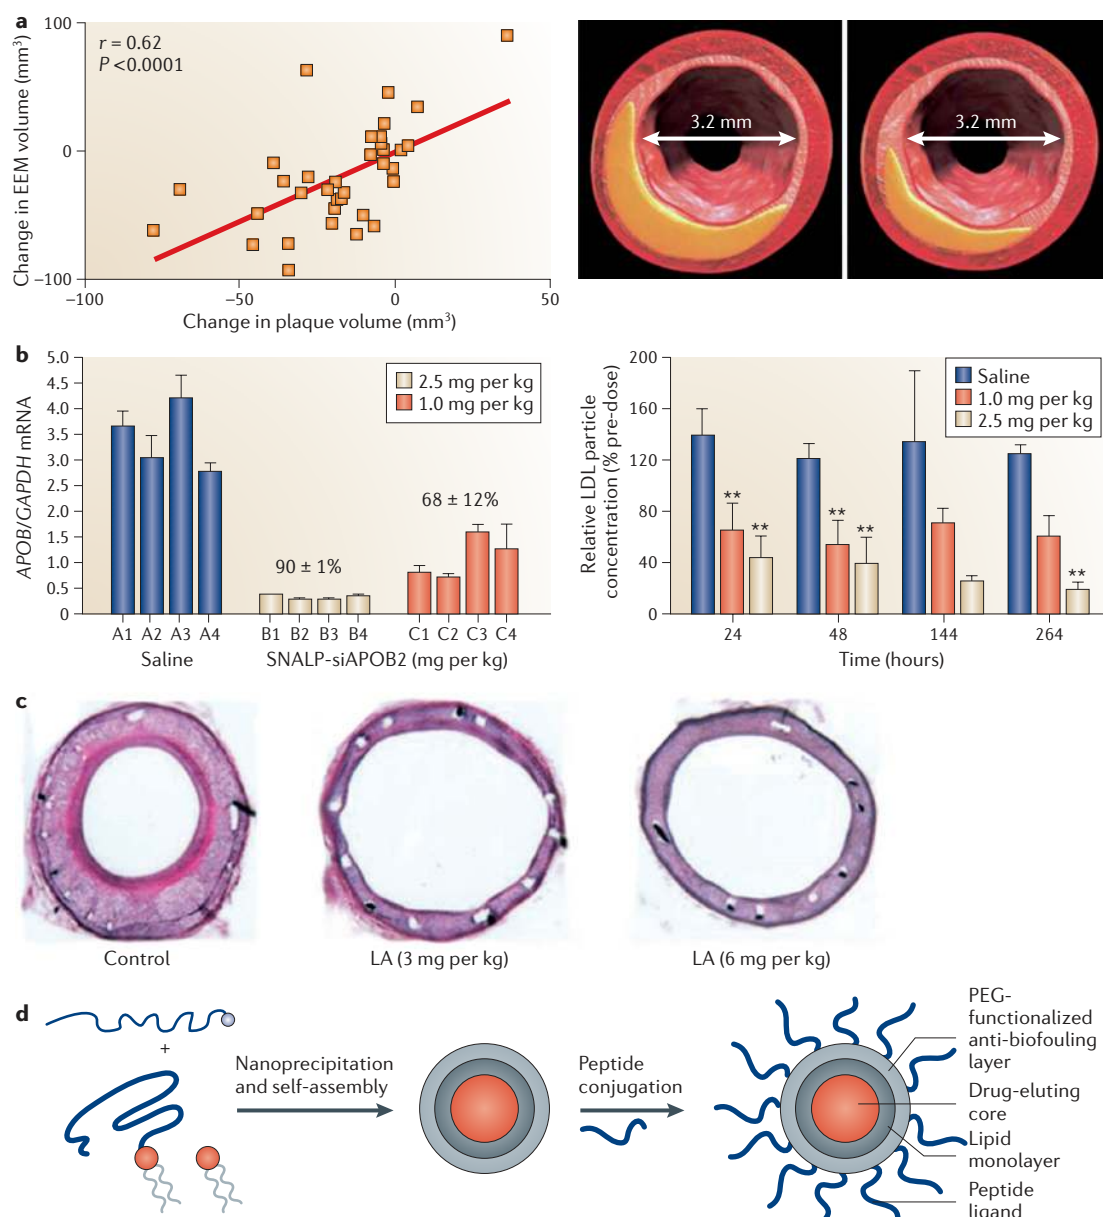 a
100
0
−100
Change in EEM volume (mm³)
r = 0.62
P <0.0001
−100
−50
0
50
Change in plaque volume (mm³)
3.2 mm
3.2 mm
b
5.0
4.5
4.0
3.5
3.0
2.5
2.0
1.5
1.0
0.5
0
APOB/GAPDH mRNA
2.5 mg per kg
1.0 mg per kg
90 ± 1%
68 ± 12%
A1 A2 A3 A4
B1 B2 B3 B4
C1 C2 C3 C4
Saline
SNALP-siAPOB2 (mg per kg)
200
160
120
80
40
0
Relative LDL particle
concentration (% pre-dose)
Saline
1.0 mg per kg
2.5 mg per kg
**
**
**
**
**
24
48
144
264
Time (hours)
c
Control
LA (3 mg per kg)
LA (6 mg per kg)
d
+
Nanoprecipitation
and self-assembly
Peptide
conjugation
PEG-
functionalized
anti-biofouling
layer
Drug-eluting
core
Lipid
monolayer
Peptide
ligand